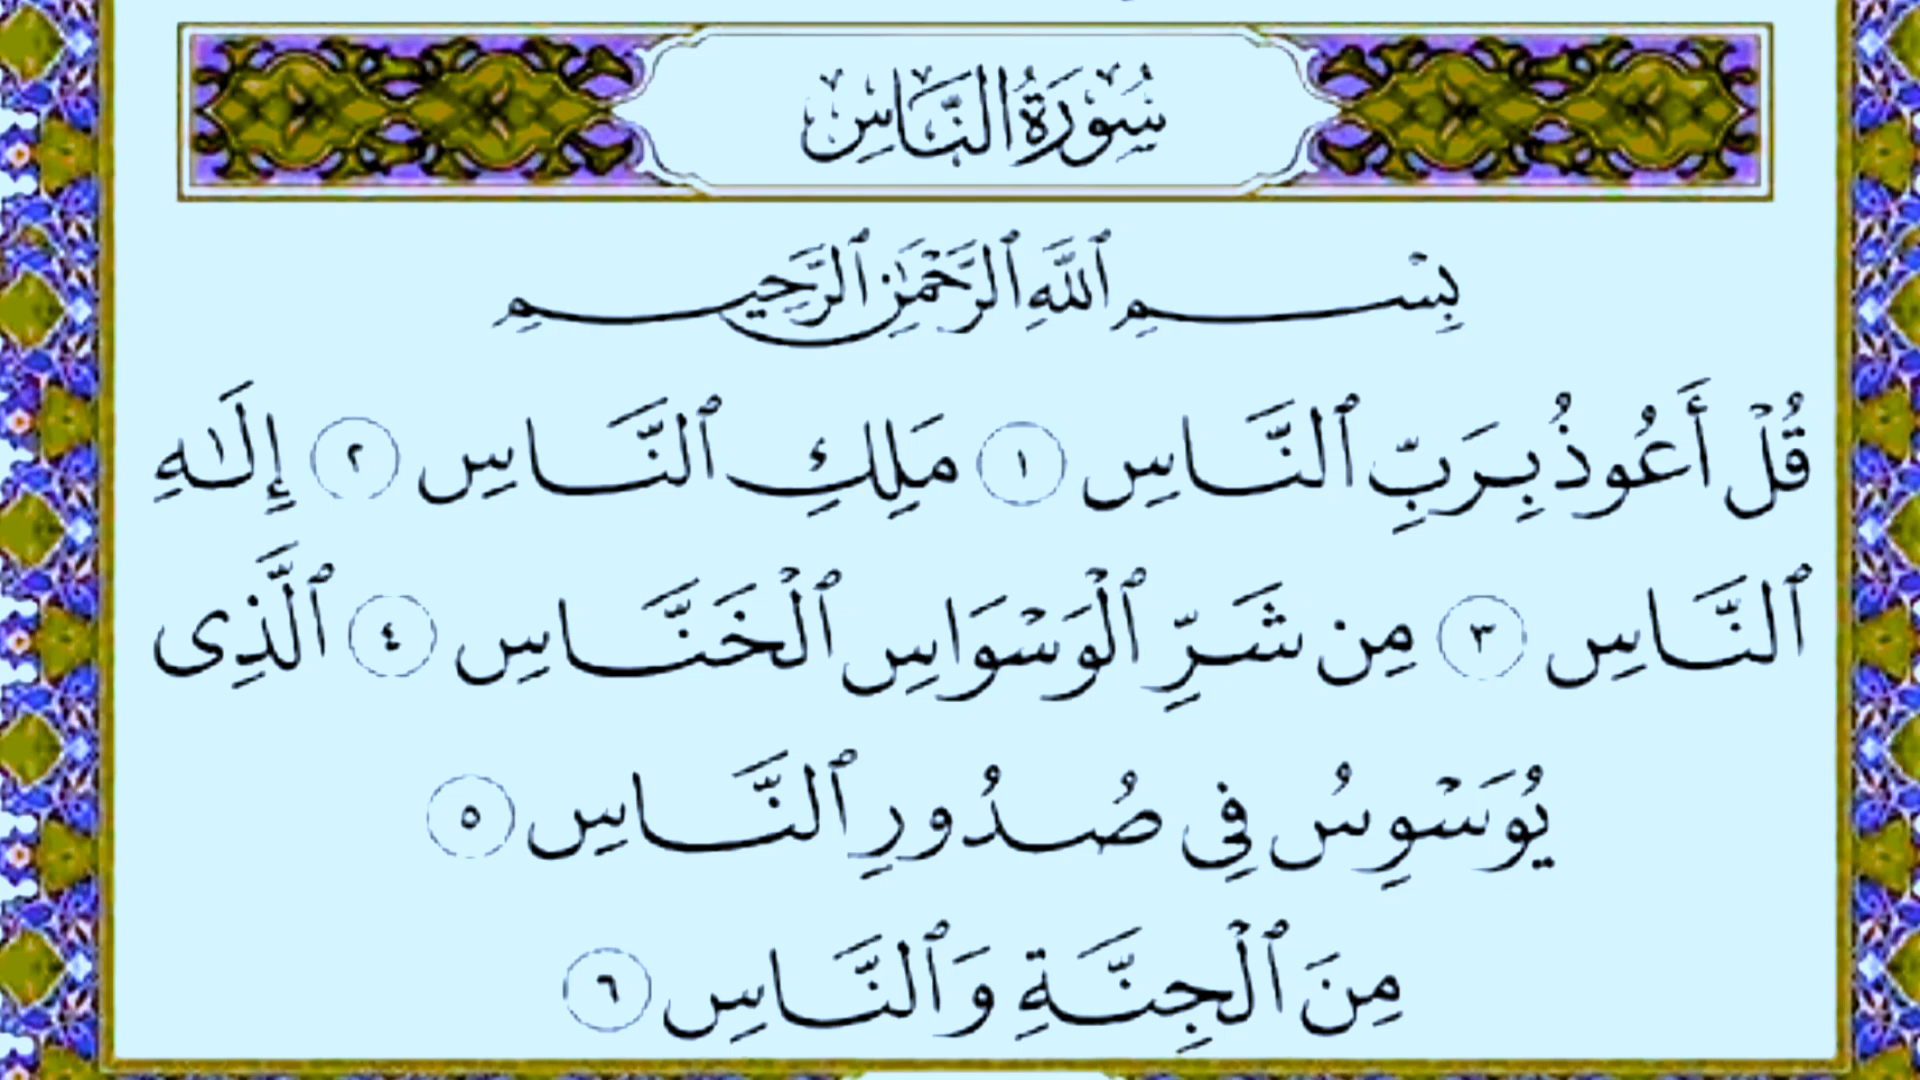 سُورَةُ النَّاسِ
بِسْمِ ٱللَّهِ ٱلرَّحْمَٰنِ ٱلرَّحِيمِ
قُلْ أَعُوذُ بِرَبِّ ٱلنَّاسِ ١ مَلِكِ ٱلنَّاسِ ٢ إِلَٰهِ
ٱلنَّاسِ ٣ مِن شَرِّ ٱلْوَسْوَاسِ ٱلْخَنَّاسِ ٤ ٱلَّذِى
يُوَسْوِسُ فِى صُدُورِ ٱلنَّاسِ ٥
مِنَ ٱلْجِنَّةِ وَٱلنَّاسِ ٦